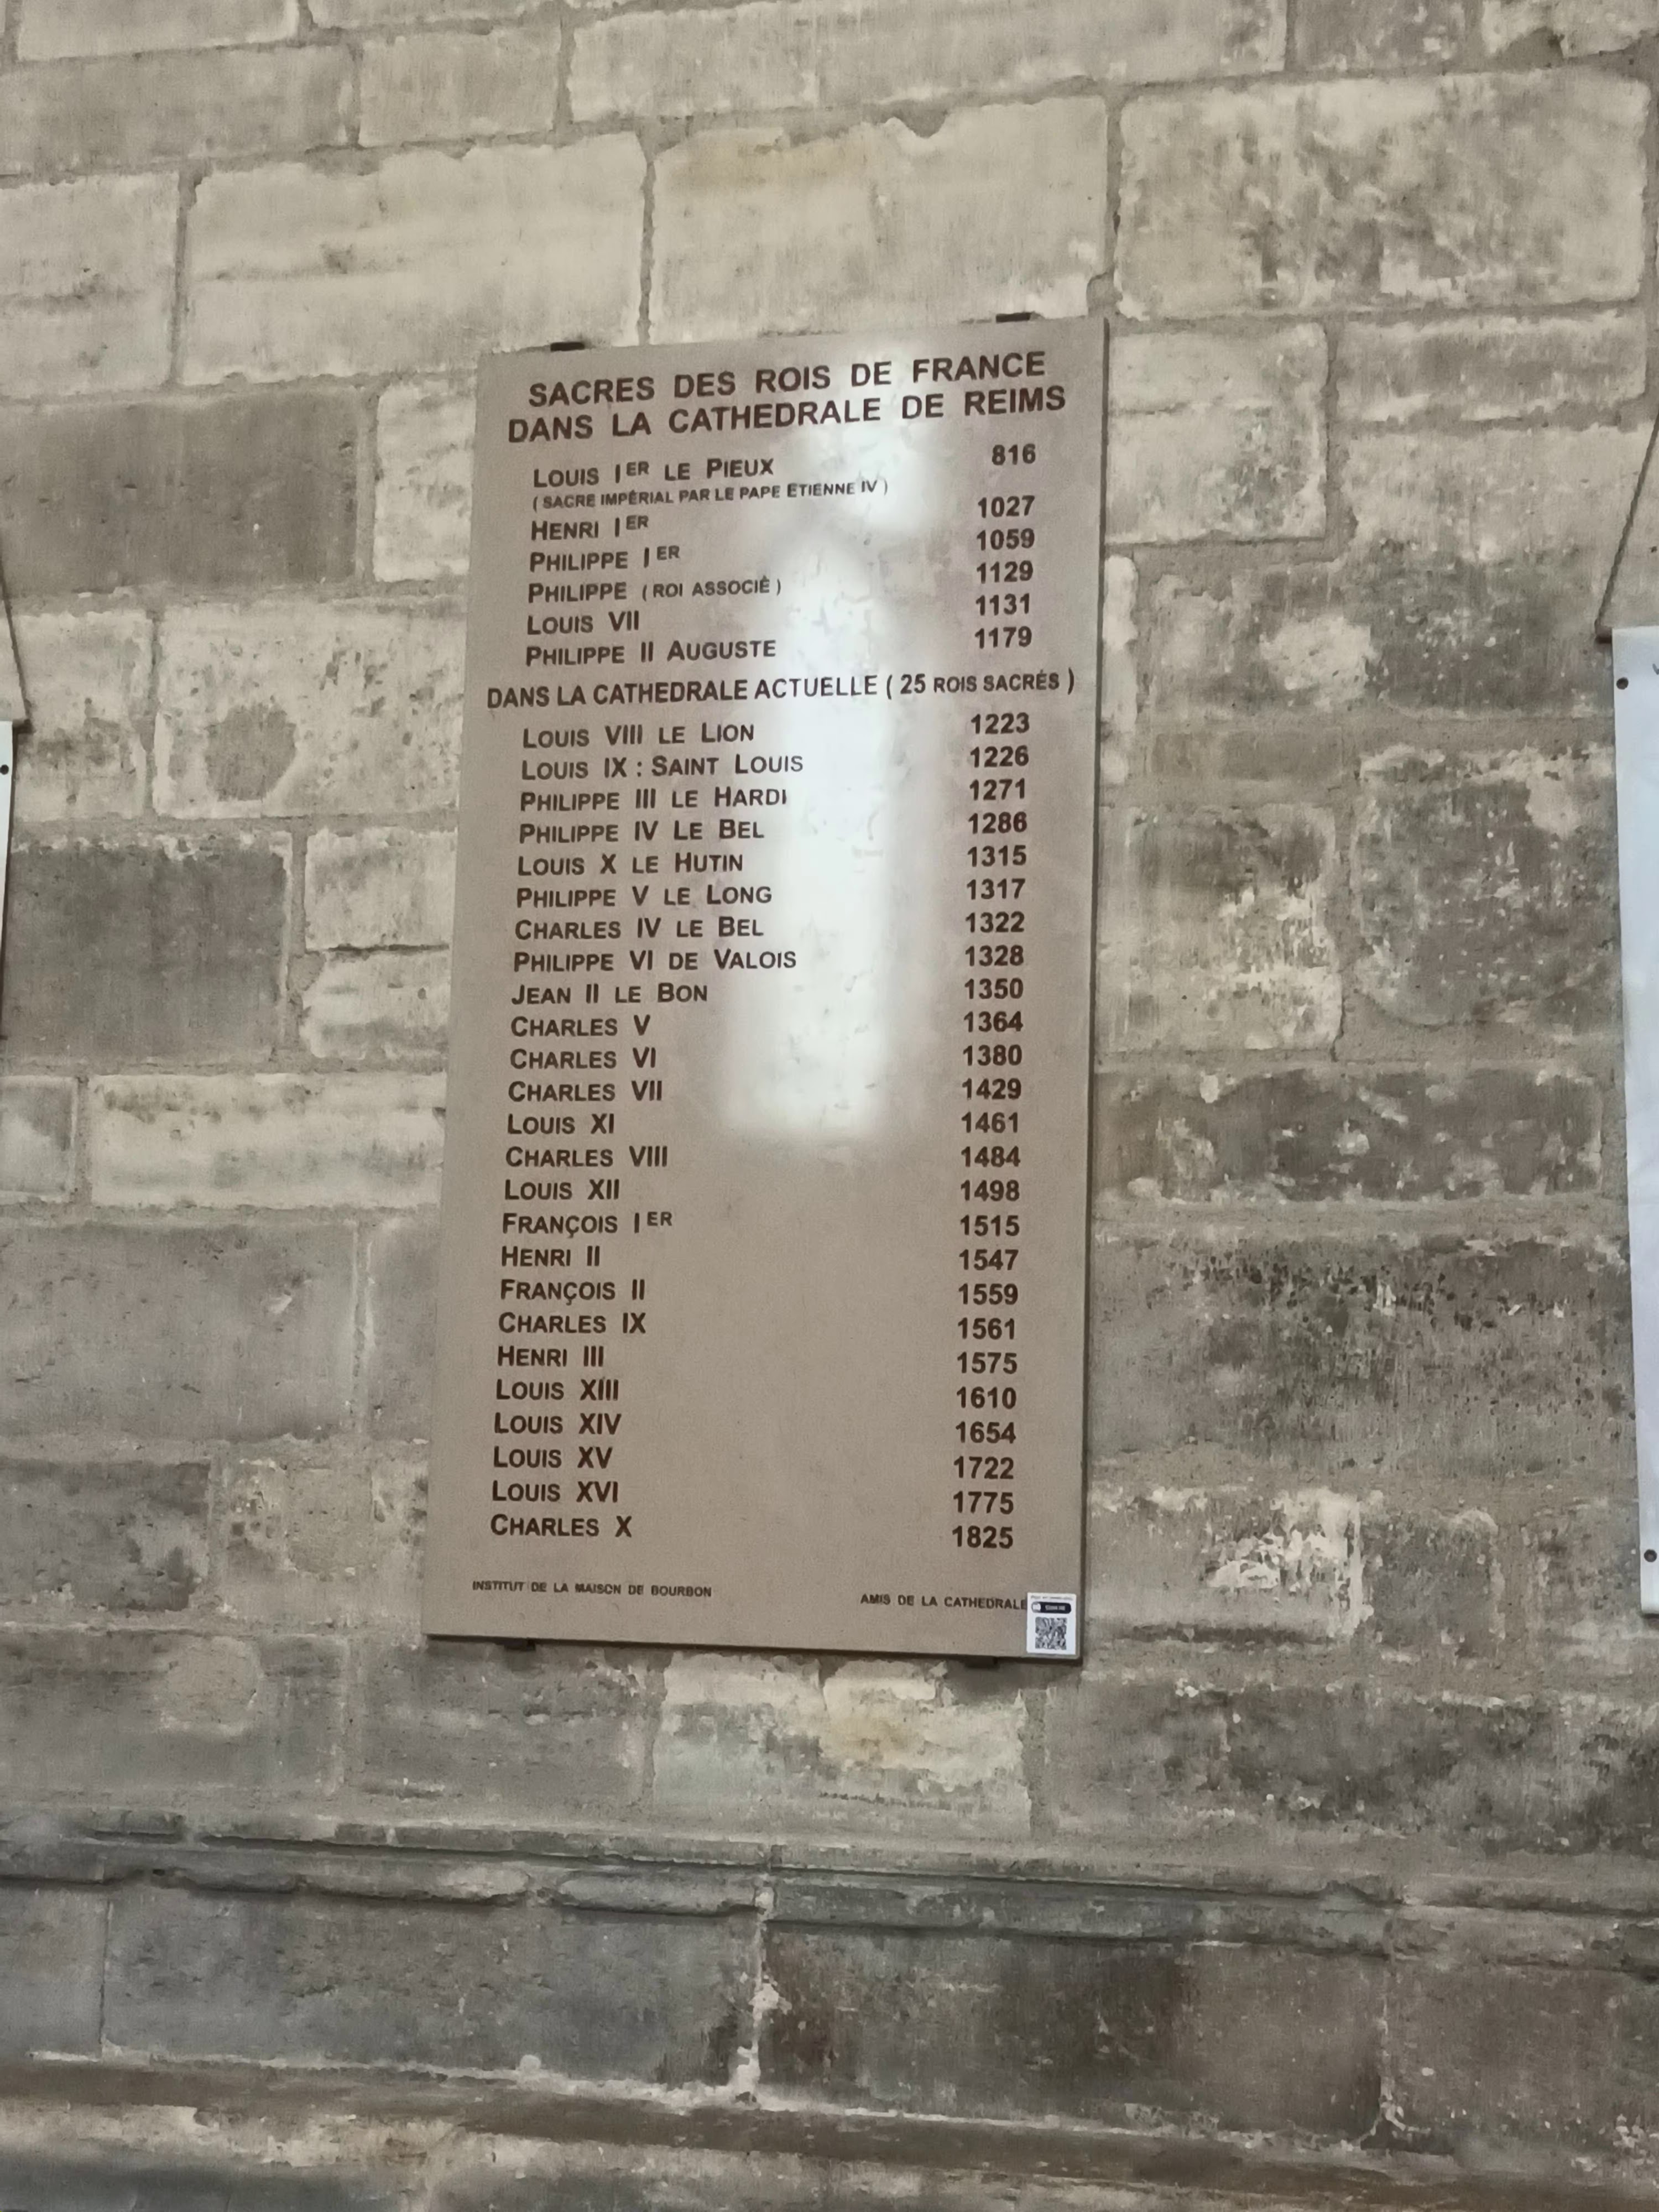 SACRES DES ROIS DE FRANCE
DANS LA CATHEDRALE DE REIMS
LOUIS IER LE PIEUX 816
( SACRE IMPÉRIAL PAR LE PAPE ETIENNE IV )
HENRI IER 1027
PHILIPPE IER 1059
PHILIPPE ( ROI ASSOCIÉ ) 1129
LOUIS VII 1131
PHILIPPE II AUGUSTE 1179
DANS LA CATHEDRALE ACTUELLE ( 25 ROIS SACRÉS )
LOUIS VIII LE LION 1223
LOUIS IX : SAINT LOUIS 1226
PHILIPPE III LE HARDI 1271
PHILIPPE IV LE BEL 1286
LOUIS X LE HUTIN 1315
PHILIPPE V LE LONG 1317
CHARLES IV LE BEL 1322
PHILIPPE VI DE VALOIS 1328
JEAN II LE BON 1350
CHARLES V 1364
CHARLES VI 1380
CHARLES VII 1429
LOUIS XI 1461
CHARLES VIII 1484
LOUIS XII 1498
FRANÇOIS IER 1515
HENRI II 1547
FRANÇOIS II 1559
CHARLES IX 1561
HENRI III 1575
LOUIS XIII 1610
LOUIS XIV 1654
LOUIS XV 1722
LOUIS XVI 1775
CHARLES X 1825
INSTITUT DE LA MAISON DE BOURBON AMIS DE LA CATHEDRALE